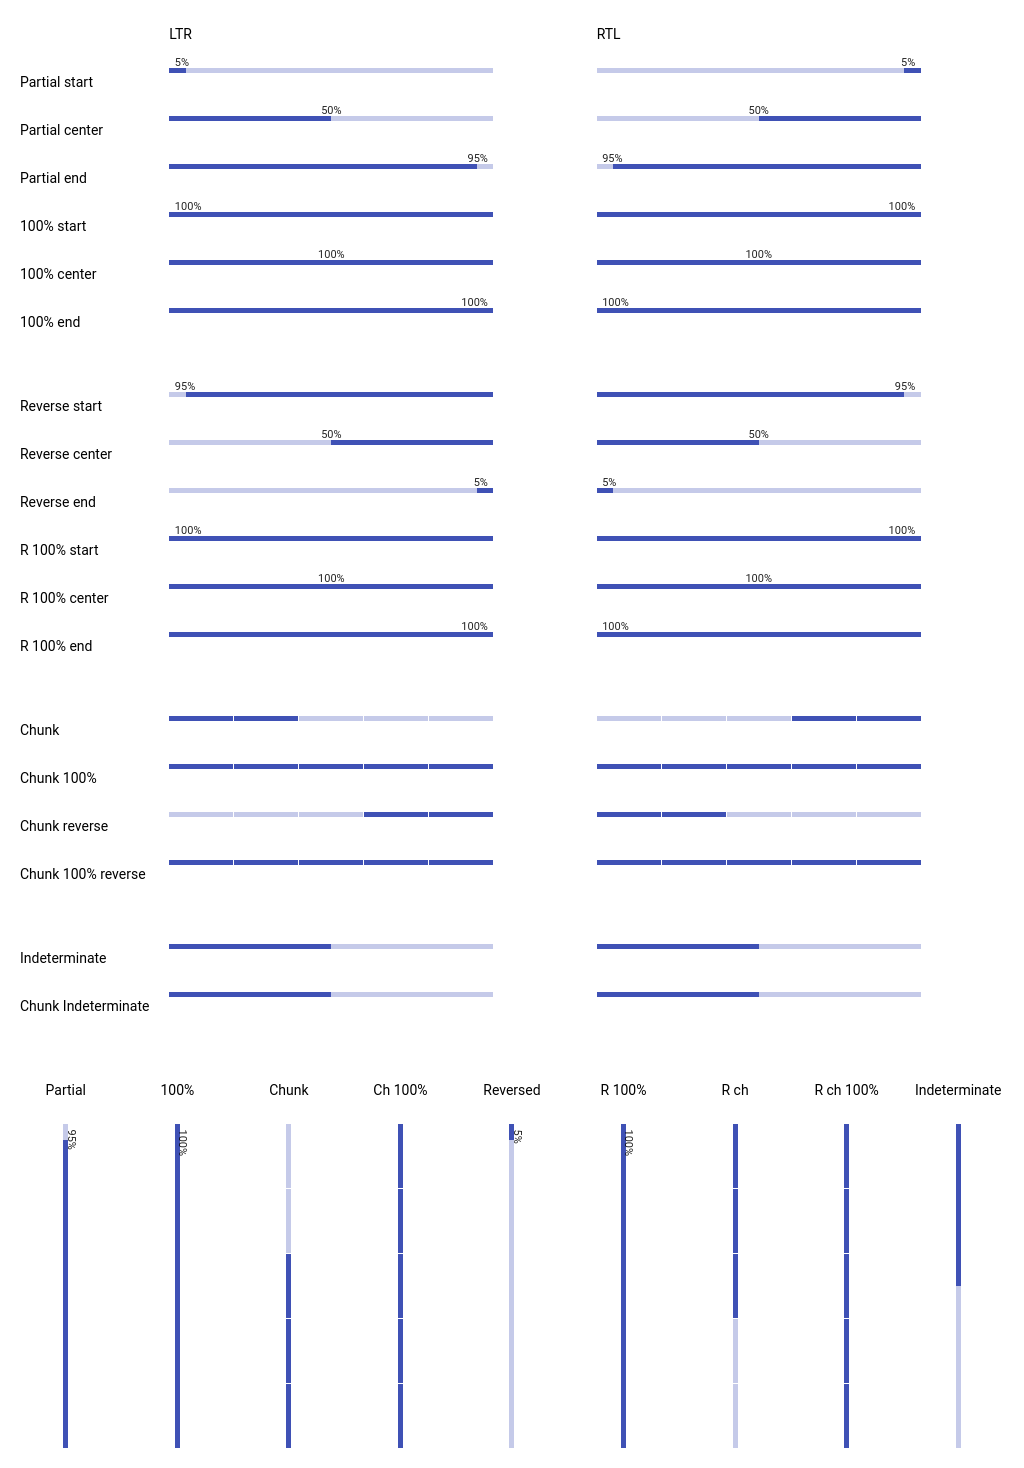 LTR RTL
5% 5%
Partial start
50% 50%
Partial center
95% 95%
Partial end
100% 100%
100% start
100% 100%
100% center
100% 100%
100% end
95% 95%
Reverse start
50% 50%
Reverse center
5% 5%
Reverse end
100% 100%
R 100% start
100% 100%
R 100% center
100% 100%
R 100% end
Chunk
Chunk 100%
Chunk reverse
Chunk 100% reverse
Indeterminate
Chunk Indeterminate
Partial 100% Chunk Ch 100% Reversed R 100% R ch R ch 100% Indeterminate
95% 100% 5% 100%